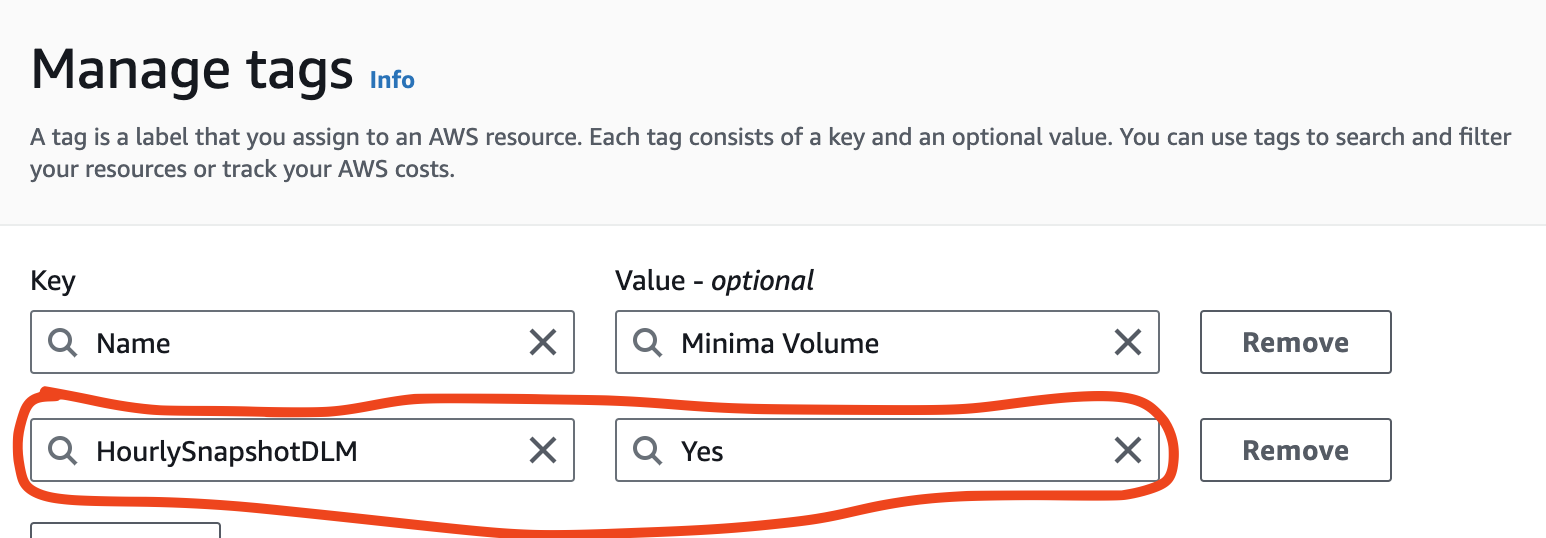 Manage tags Info
A tag is a label that you assign to an AWS resource. Each tag consists of a key and an optional value. You can use tags to search and filter
your resources or track your AWS costs.
Key Value - optional
Name Minima Volume Remove
HourlySnapshotDLM Yes Remove